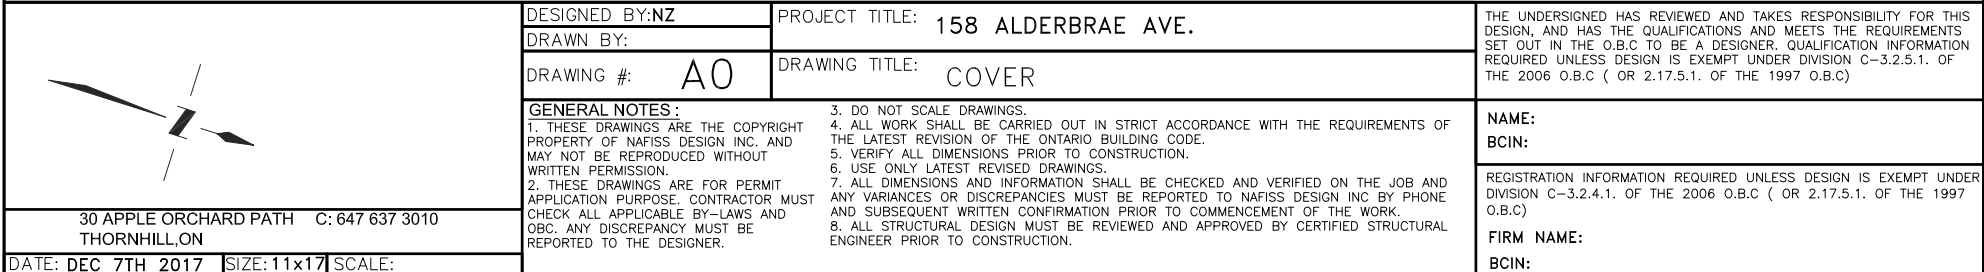 30 APPLE ORCHARD PATH C: 647 637 3010
THORNHILL,ON
DATE: DEC 7TH 2017 SIZE: 11x17 SCALE:
DESIGNED BY:NZ
DRAWN BY:
DRAWING #: A0
PROJECT TITLE: 158 ALDERBRAE AVE.
DRAWING TITLE: COVER
GENERAL NOTES :
1. THESE DRAWINGS ARE THE COPYRIGHT
PROPERTY OF NAFISS DESIGN INC. AND
MAY NOT BE REPRODUCED WITHOUT
WRITTEN PERMISSION.
2. THESE DRAWINGS ARE FOR PERMIT
APPLICATION PURPOSE. CONTRACTOR MUST
CHECK ALL APPLICABLE BY-LAWS AND
OBC. ANY DISCREPANCY MUST BE
REPORTED TO THE DESIGNER.
3. DO NOT SCALE DRAWINGS.
4. ALL WORK SHALL BE CARRIED OUT IN STRICT ACCORDANCE WITH THE REQUIREMENTS OF
THE LATEST REVISION OF THE ONTARIO BUILDING CODE.
5. VERIFY ALL DIMENSIONS PRIOR TO CONSTRUCTION.
6. USE ONLY LATEST REVISED DRAWINGS.
7. ALL DIMENSIONS AND INFORMATION SHALL BE CHECKED AND VERIFIED ON THE JOB AND
ANY VARIANCES OR DISCREPANCIES MUST BE REPORTED TO NAFISS DESIGN INC BY PHONE
AND SUBSEQUENT WRITTEN CONFIRMATION PRIOR TO COMMENCEMENT OF THE WORK.
8. ALL STRUCTURAL DESIGN MUST BE REVIEWED AND APPROVED BY CERTIFIED STRUCTURAL
ENGINEER PRIOR TO CONSTRUCTION.
THE UNDERSIGNED HAS REVIEWED AND TAKES RESPONSIBILITY FOR THIS
DESIGN, AND HAS THE QUALIFICATIONS AND MEETS THE REQUIREMENTS
SET OUT IN THE O.B.C TO BE A DESIGNER. QUALIFICATION INFORMATION
REQUIRED UNLESS DESIGN IS EXEMPT UNDER DIVISION C-3.2.5.1. OF
THE 2006 O.B.C ( OR 2.17.5.1. OF THE 1997 O.B.C)
NAME:
BCIN:
REGISTRATION INFORMATION REQUIRED UNLESS DESIGN IS EXEMPT UNDER
DIVISION C-3.2.4.1. OF THE 2006 O.B.C ( OR 2.17.5.1. OF THE 1997
O.B.C)
FIRM NAME:
BCIN: